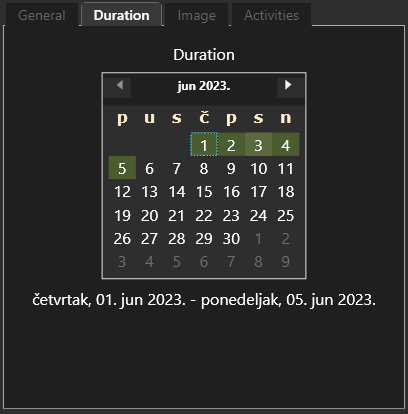 General Duration Image Activities
Duration
jun 2023.
p u s č p s n
1 2 3 4
5 6 7 8 9 10 11
12 13 14 15 16 17 18
19 20 21 22 23 24 25
26 27 28 29 30 1 2
3 4 5 6 7 8 9
četvrtak, 01. jun 2023. - ponedeljak, 05. jun 2023.